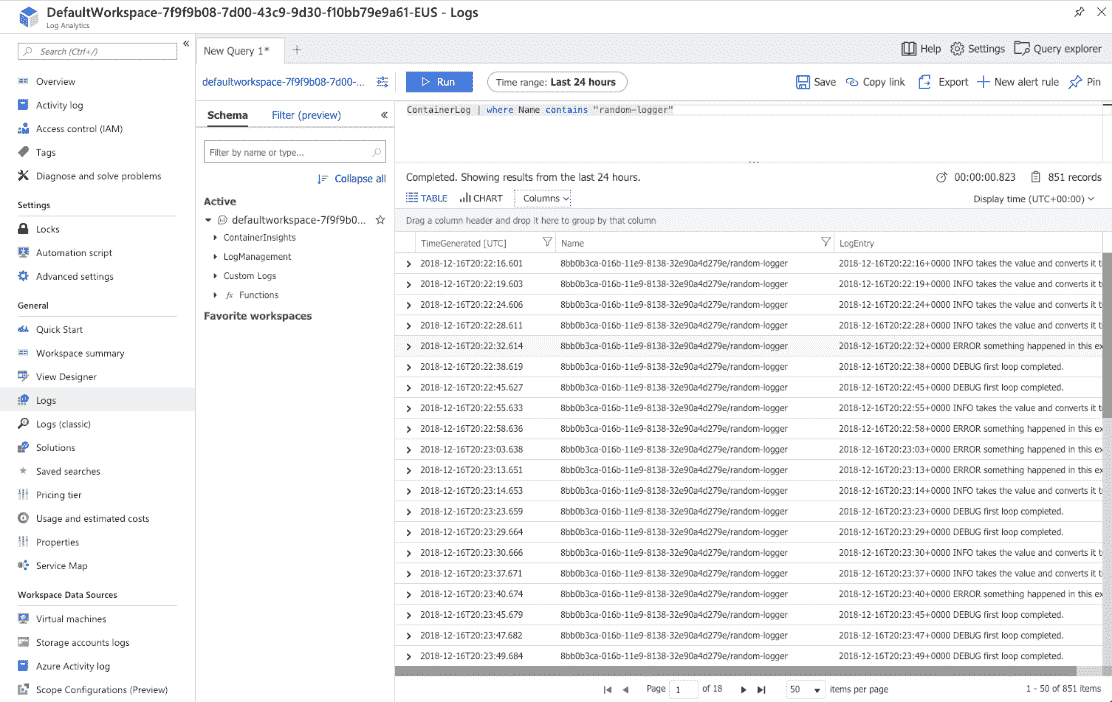 DefaultWorkspace-7f9f9b08-7d00-43c9-9d30-f10bb79e9a61-EUS - Logs
Log Analytics
Search (Ctrl+/)
Overview
Activity log
Access control (IAM)
Tags
Diagnose and solve problems
Settings
Locks
Automation script
Advanced settings
General
Quick Start
Workspace summary
View Designer
Logs
Logs (classic)
Solutions
Saved searches
Pricing tier
Usage and estimated costs
Properties
Service Map
Workspace Data Sources
Virtual machines
Storage accounts logs
Azure Activity log
Scope Configurations (Preview)
New Query 1*
Help Settings Query explorer
defaultworkspace-7f9f9b08-7d00-... Run Time range: Last 24 hours Save Copy link Export New alert rule Pin
Schema Filter (preview)
Filter by name or type...
Collapse all
Active
defaultworkspace-7f9f9b0...
ContainerInsights
LogManagement
Custom Logs
fx Functions
Favorite workspaces
ContainerLog | where Name contains "random-logger"
Completed. Showing results from the last 24 hours. 00:00:00.823 851 records
TABLE CHART Columns Display time (UTC+00:00)
Drag a column header and drop it here to group by that column
TimeGenerated [UTC] Name LogEntry
2018-12-16T20:22:16.601 8bb0b3ca-016b-11e9-8138-32e90a4d279e/random-logger 2018-12-16T20:22:16+0000 INFO takes the value and converts it t
2018-12-16T20:22:19.603 8bb0b3ca-016b-11e9-8138-32e90a4d279e/random-logger 2018-12-16T20:22:19+0000 INFO takes the value and converts it t
2018-12-16T20:22:24.606 8bb0b3ca-016b-11e9-8138-32e90a4d279e/random-logger 2018-12-16T20:22:24+0000 INFO takes the value and converts it t
2018-12-16T20:22:28.611 8bb0b3ca-016b-11e9-8138-32e90a4d279e/random-logger 2018-12-16T20:22:28+0000 INFO takes the value and converts it t
2018-12-16T20:22:32.614 8bb0b3ca-016b-11e9-8138-32e90a4d279e/random-logger 2018-12-16T20:22:32+0000 ERROR something happened in this ex
2018-12-16T20:22:38.619 8bb0b3ca-016b-11e9-8138-32e90a4d279e/random-logger 2018-12-16T20:22:38+0000 DEBUG first loop completed.
2018-12-16T20:22:45.627 8bb0b3ca-016b-11e9-8138-32e90a4d279e/random-logger 2018-12-16T20:22:45+0000 DEBUG first loop completed.
2018-12-16T20:22:55.633 8bb0b3ca-016b-11e9-8138-32e90a4d279e/random-logger 2018-12-16T20:22:55+0000 INFO takes the value and converts it t
2018-12-16T20:22:58.636 8bb0b3ca-016b-11e9-8138-32e90a4d279e/random-logger 2018-12-16T20:22:58+0000 ERROR something happened in this ex
2018-12-16T20:23:03.638 8bb0b3ca-016b-11e9-8138-32e90a4d279e/random-logger 2018-12-16T20:23:03+0000 ERROR something happened in this ex
2018-12-16T20:23:13.651 8bb0b3ca-016b-11e9-8138-32e90a4d279e/random-logger 2018-12-16T20:23:13+0000 ERROR something happened in this ex
2018-12-16T20:23:14.653 8bb0b3ca-016b-11e9-8138-32e90a4d279e/random-logger 2018-12-16T20:23:14+0000 INFO takes the value and converts it t
2018-12-16T20:23:23.659 8bb0b3ca-016b-11e9-8138-32e90a4d279e/random-logger 2018-12-16T20:23:23+0000 DEBUG first loop completed.
2018-12-16T20:23:29.664 8bb0b3ca-016b-11e9-8138-32e90a4d279e/random-logger 2018-12-16T20:23:29+0000 DEBUG first loop completed.
2018-12-16T20:23:30.666 8bb0b3ca-016b-11e9-8138-32e90a4d279e/random-logger 2018-12-16T20:23:30+0000 INFO takes the value and converts it t
2018-12-16T20:23:37.671 8bb0b3ca-016b-11e9-8138-32e90a4d279e/random-logger 2018-12-16T20:23:37+0000 INFO takes the value and converts it t
2018-12-16T20:23:40.674 8bb0b3ca-016b-11e9-8138-32e90a4d279e/random-logger 2018-12-16T20:23:40+0000 ERROR something happened in this ex
2018-12-16T20:23:45.679 8bb0b3ca-016b-11e9-8138-32e90a4d279e/random-logger 2018-12-16T20:23:45+0000 DEBUG first loop completed.
2018-12-16T20:23:47.682 8bb0b3ca-016b-11e9-8138-32e90a4d279e/random-logger 2018-12-16T20:23:47+0000 DEBUG first loop completed.
2018-12-16T20:23:49.684 8bb0b3ca-016b-11e9-8138-32e90a4d279e/random-logger 2018-12-16T20:23:49+0000 DEBUG first loop completed.
Page 1 of 18 50 items per page 1 - 50 of 851 items